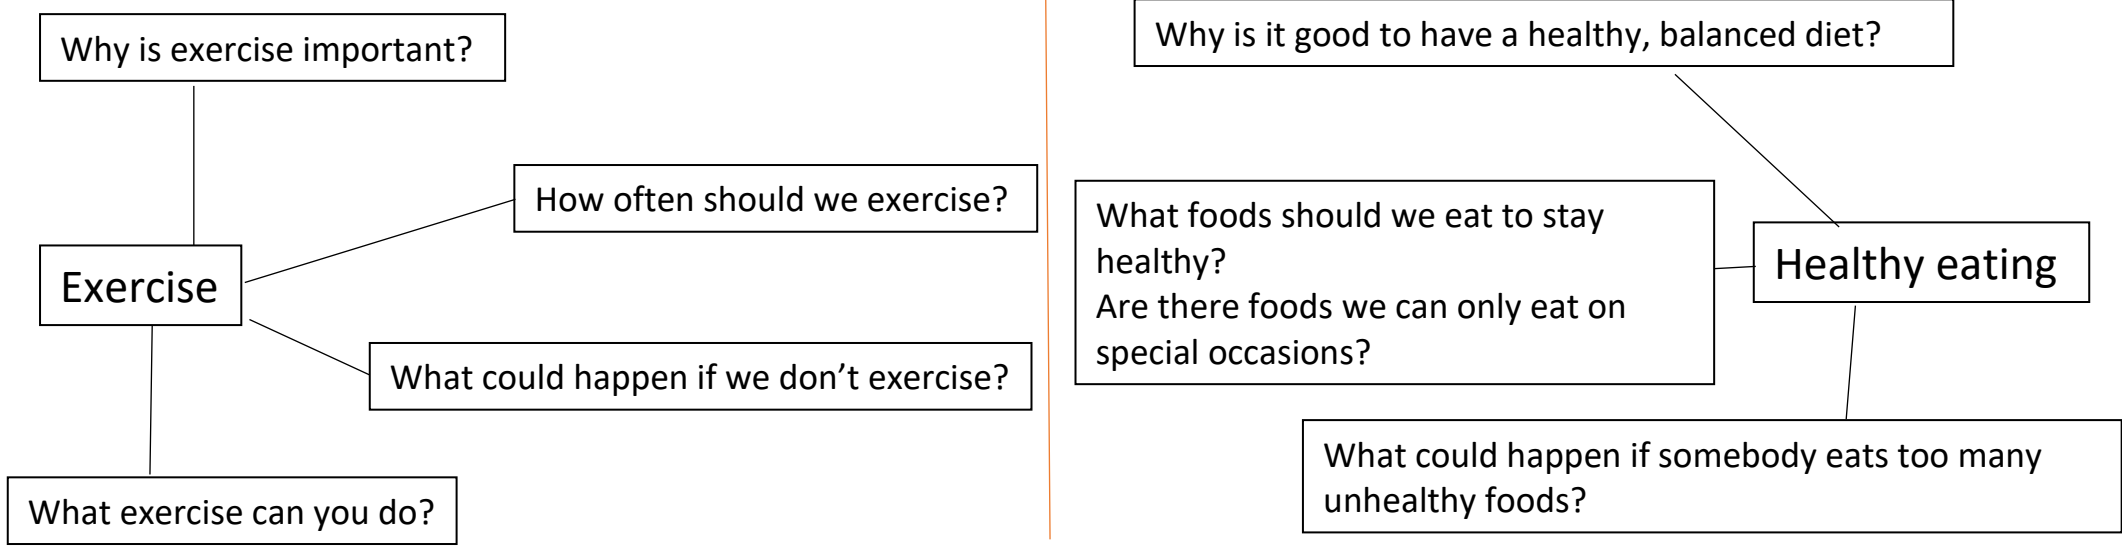 Why is exercise important?
How often should we exercise?
Exercise
What could happen if we don’t exercise?
What exercise can you do?
Why is it good to have a healthy, balanced diet?
What foods should we eat to stay
healthy?
Are there foods we can only eat on
special occasions?
Healthy eating
What could happen if somebody eats too many
unhealthy foods?